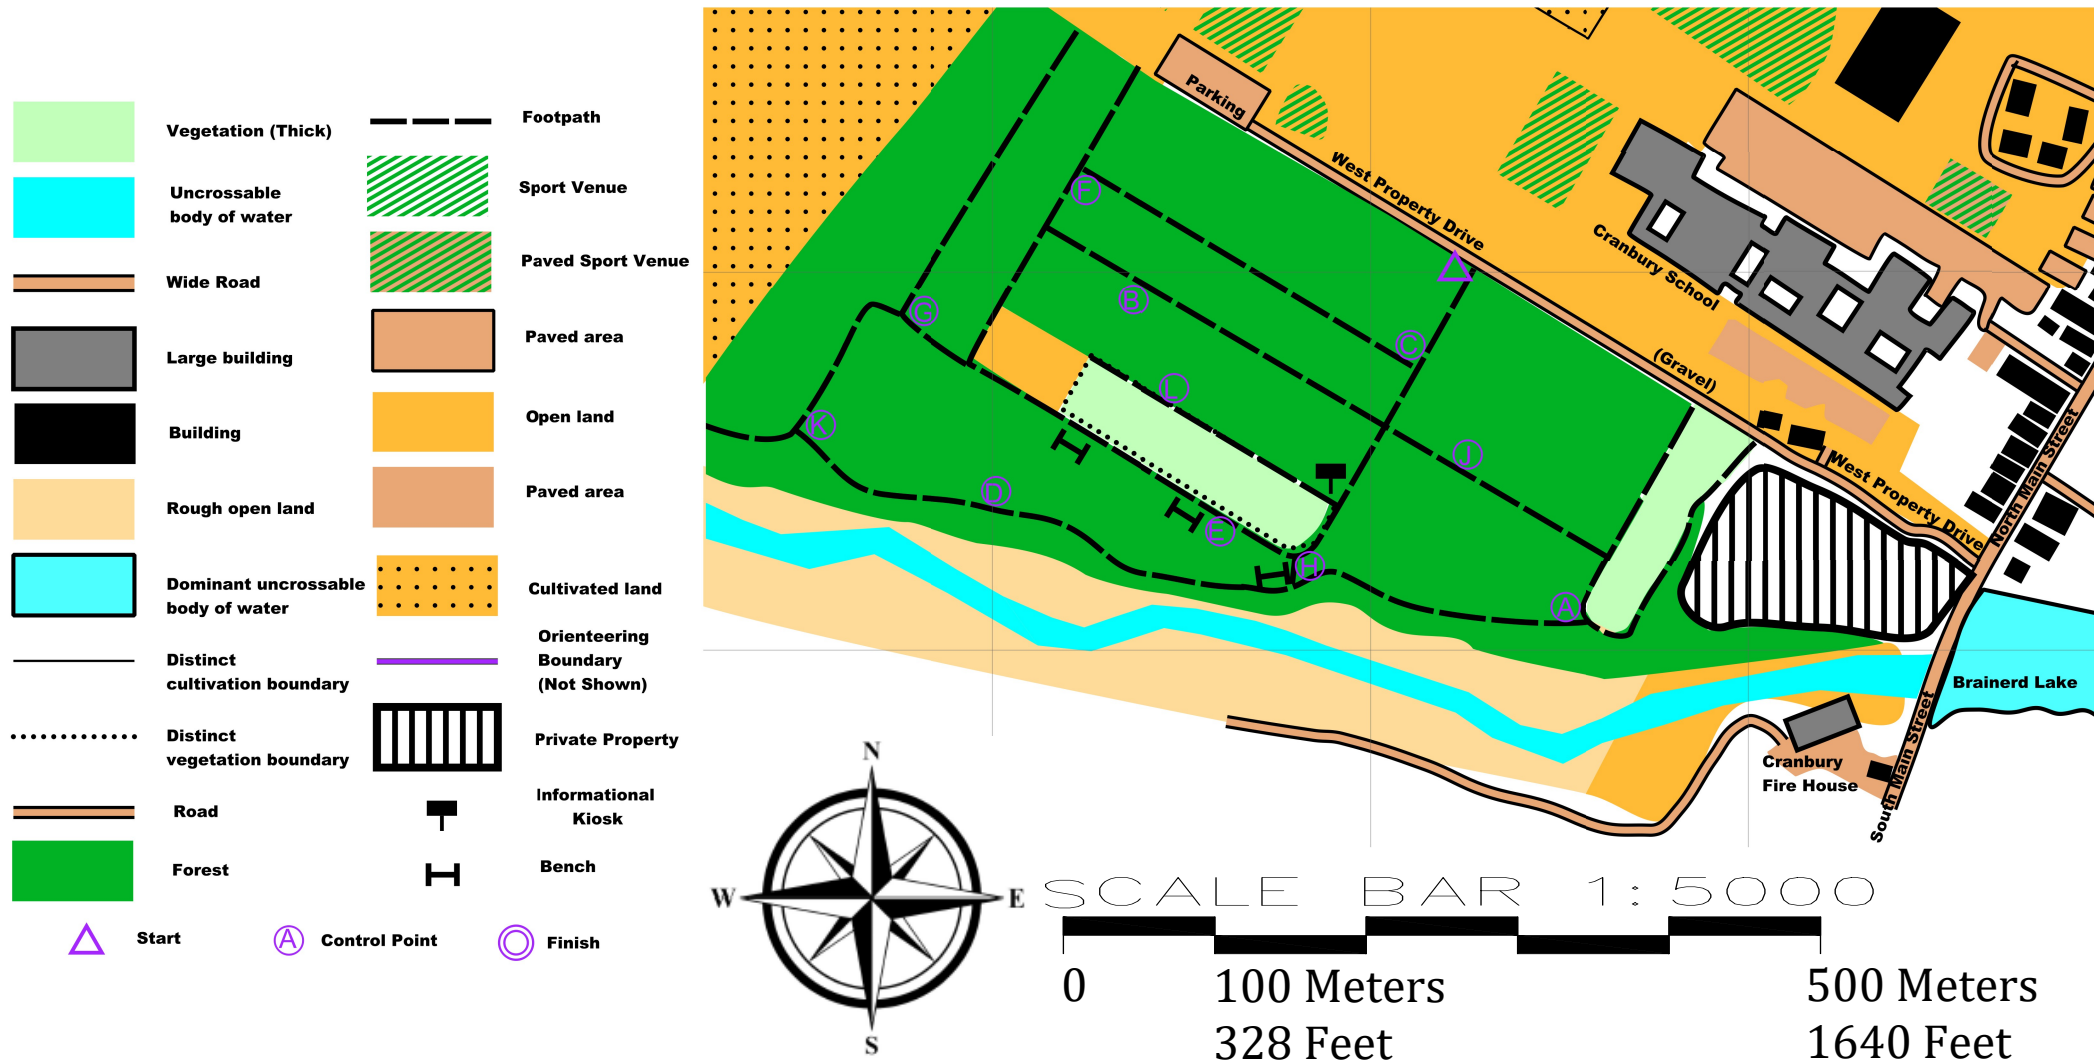 Vegetation (Thick)
Uncrossable
body of water
Wide Road
Large building
Building
Rough open land
Dominant uncrossable
body of water
Distinct
cultivation boundary
Distinct
vegetation boundary
Road
Forest
Footpath
Sport Venue
Paved Sport Venue
Paved area
Open land
Paved area
Cultivated land
Orienteering
Boundary
(Not Shown)
Private Property
Informational
Kiosk
Bench
Start
A
Control Point
Finish
Parking
West Property Drive
Cranbury School
(Gravel)
West Property Drive
North Main Street
Brainerd Lake
South Main Street
Cranbury
Fire House
F
B
G
C
L
K
J
D
E
H
A
N
W
E
S
SCALE BAR 1:5000
0
100 Meters
500 Meters
328 Feet
1640 Feet